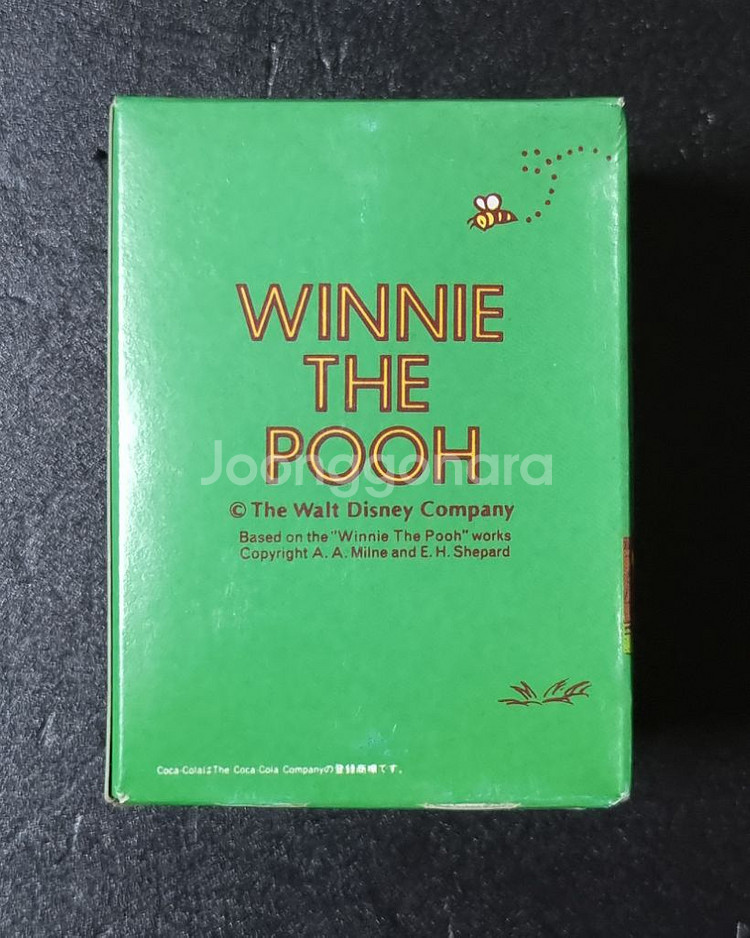 WINNIE
THE
POOH
Joonggonara
© The Walt Disney Company
Based on the "Winnie The Pooh" works
Copyright A. A. Milne and E. H. Shepard
Coca-ColaはThe Coca-Cola Companyの登録商標です。